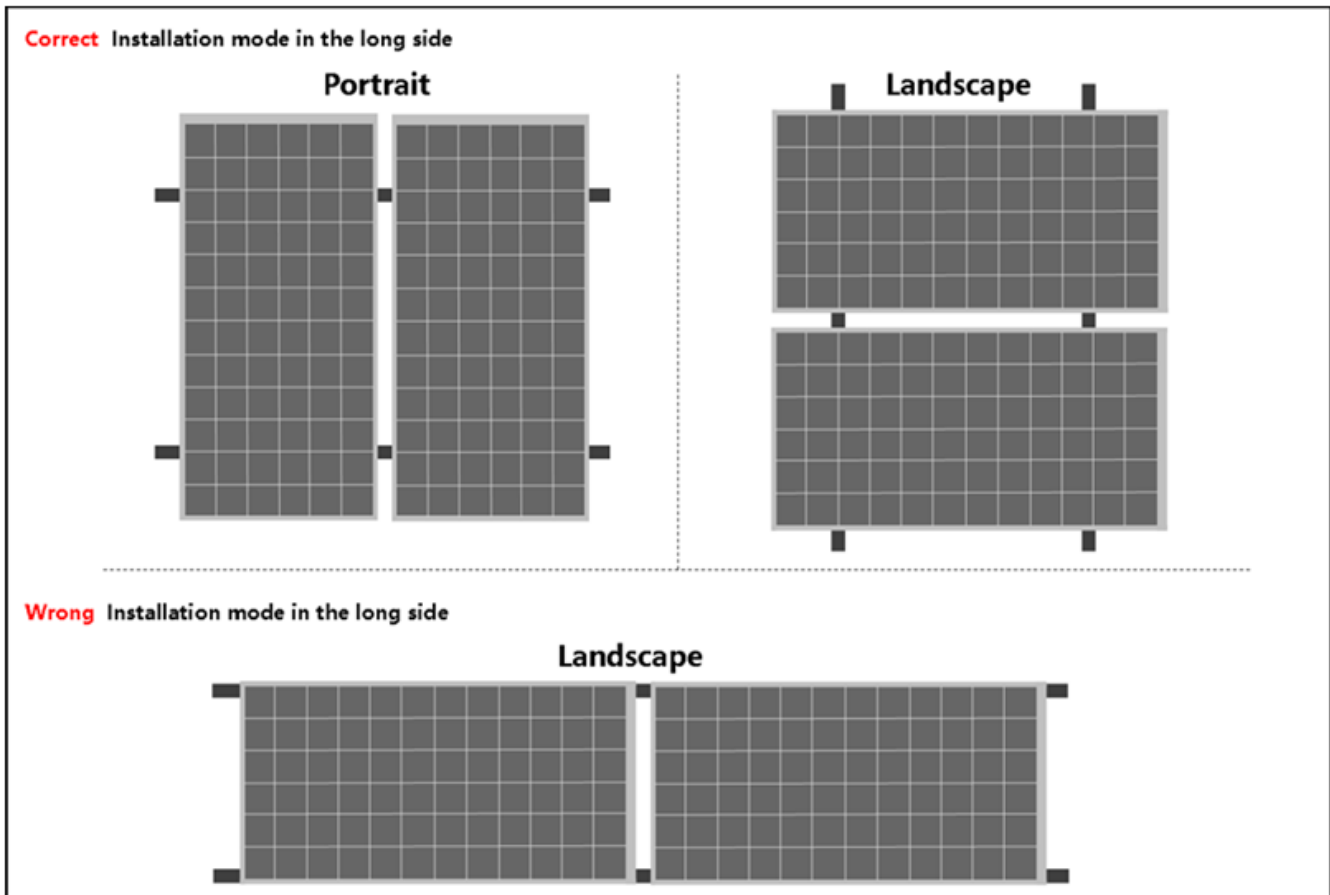 Correct Installation mode in the long side
Portrait
Landscape
Wrong Installation mode in the long side
Landscape